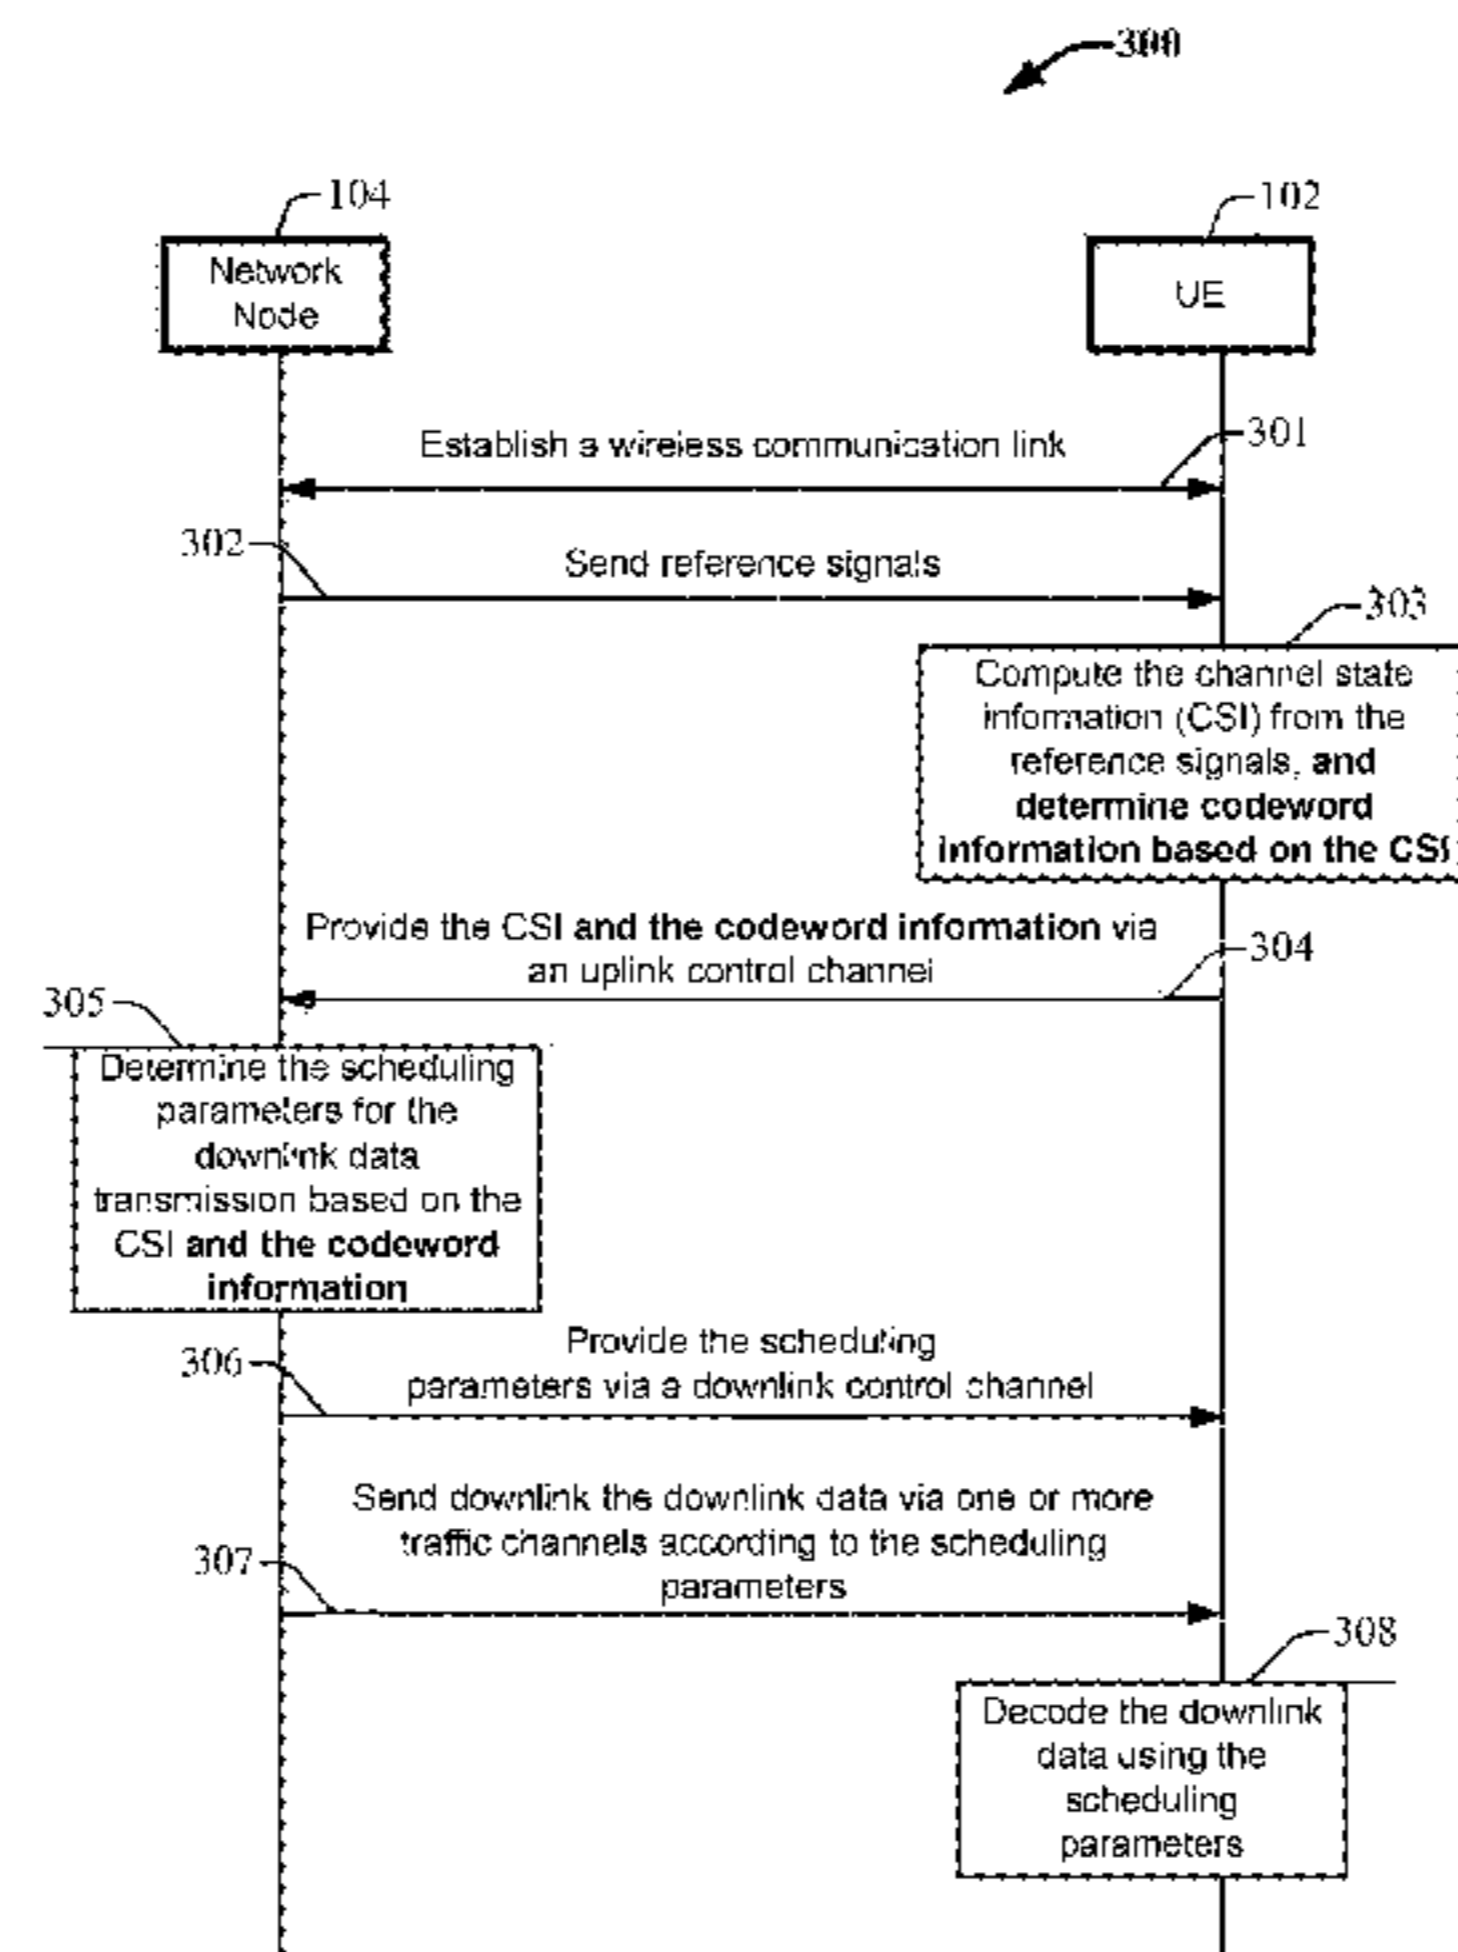 300
104
102
Network
Node
UE
Establish a wireless communication link
301
302
Send reference signals
303
Compute the channel state
information (CSI) from the
reference signals, and
determine codeword
information based on the CSI
Provide the CSI and the codeword information via
an uplink control channel
304
305
Determine the scheduling
parameters for the
downlink data
transmission based on the
CSI and the codeword
information
306
Provide the scheduling
parameters via a downlink control channel
Send downlink the downlink data via one or more
traffic channels according to the scheduling
parameters
307
308
Decode the downlink
data using the
scheduling
parameters